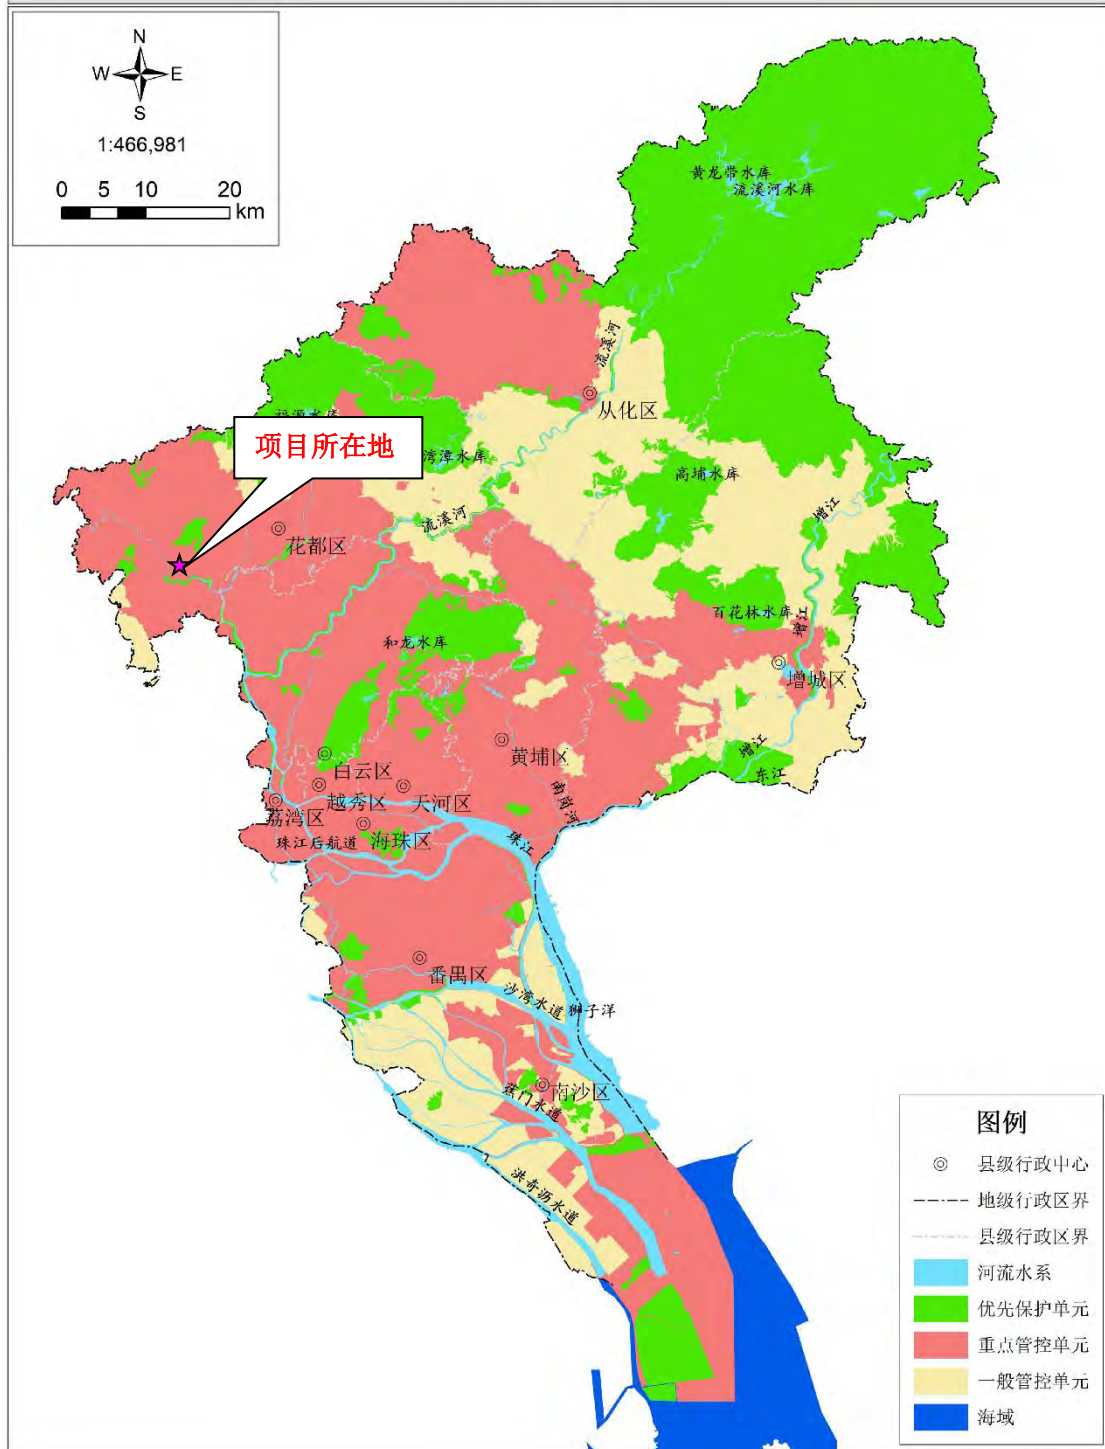 N
W E
S
1:466,981
0 5 10 20
km
黄龙带水库
流溪河水库
流溪河
从化区
福源水库
项目所在地
湾漳水库
高埔水库
流溪河
增江
花都区
百花林水库
增江
和龙水库
增城区
黄埔区
增江
白云区
东江
越秀区
天河区
南岗河
荔湾区
珠江
海珠区
珠江后航道
番禺区
沙湾水道
狮子洋
南沙区
蕉门水道
洪奇沥水道
图例
县级行政中心
地级行政区界
县级行政区界
河流水系
优先保护单元
重点管控单元
一般管控单元
海域